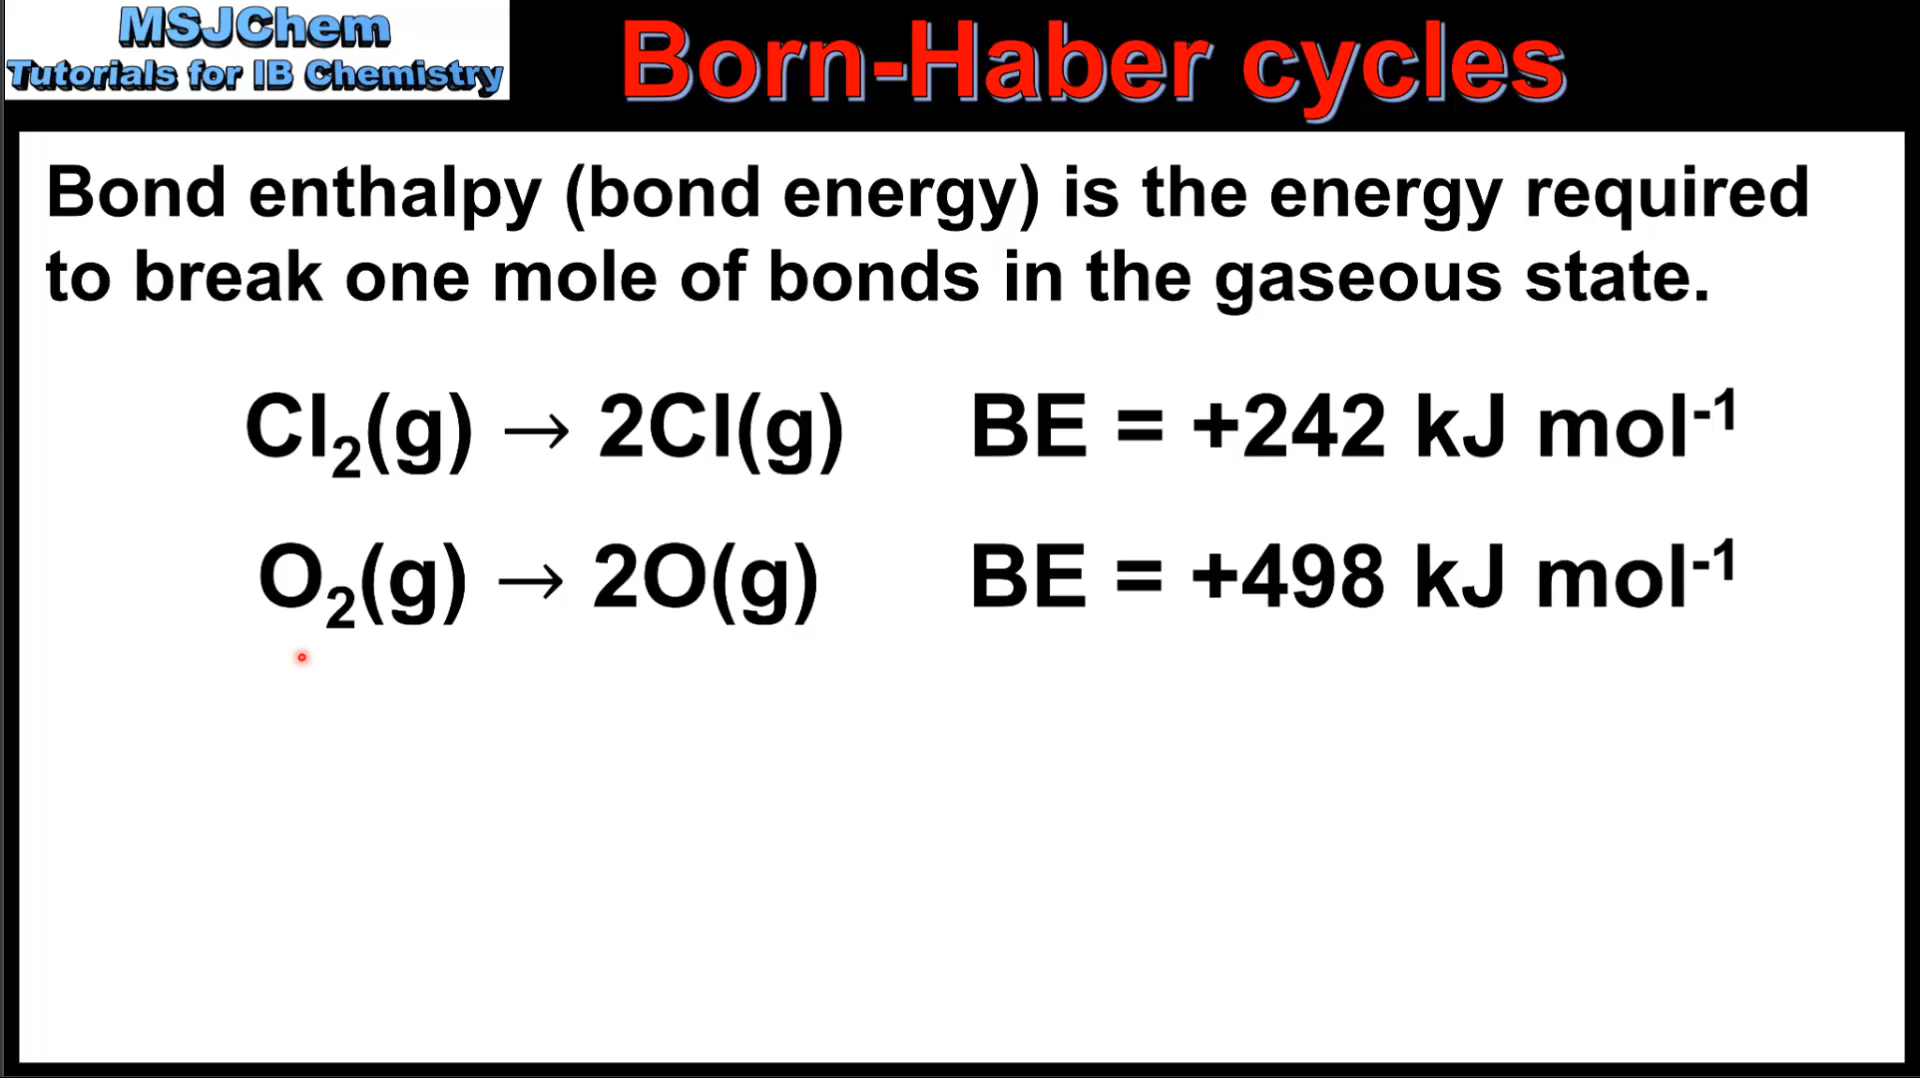 MSJChem
Tutorials for IB Chemistry
Born-Haber cycles
Bond enthalpy (bond energy) is the energy required
to break one mole of bonds in the gaseous state.
Cl₂(g) → 2Cl(g) BE = +242 kJ mol⁻¹
O₂(g) → 2O(g) BE = +498 kJ mol⁻¹